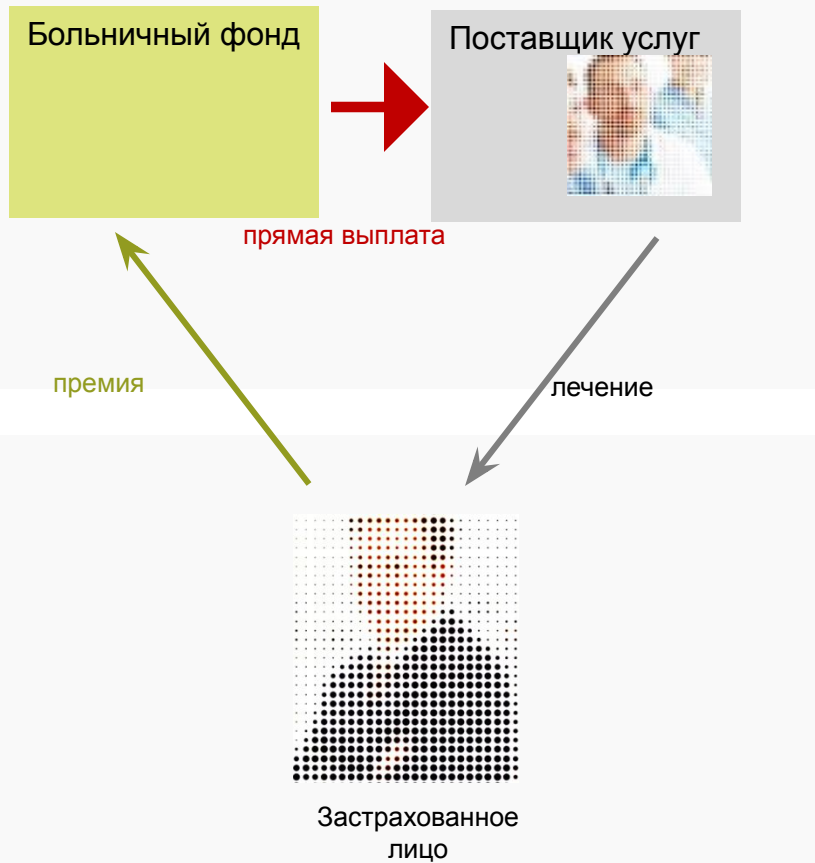 Больничный фонд
Поставщик услуг
прямая выплата
премия
лечение
Застрахованное
лицо